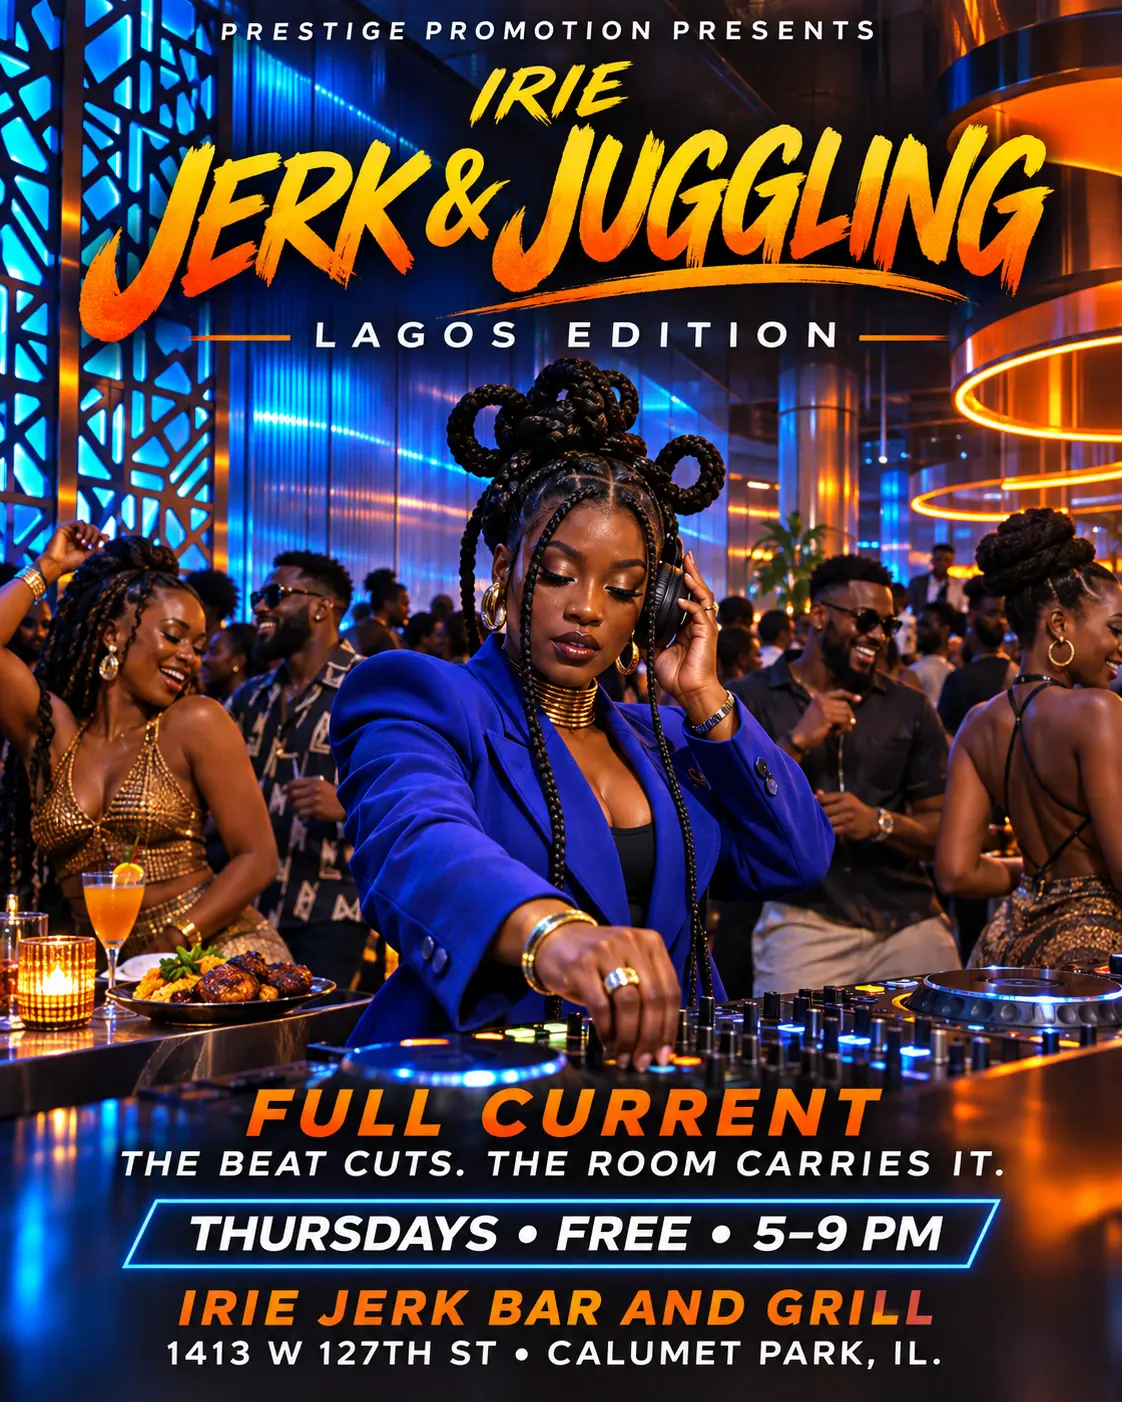 PRESTIGE PROMOTION PRESENTS
IRIE
JERK & JUGGLING
LAGOS EDITION
FULL CURRENT
THE BEAT CUTS. THE ROOM CARRIES IT.
THURSDAYS • FREE • 5–9 PM
IRIE JERK BAR AND GRILL
1413 W 127TH ST • CALUMET PARK, IL.